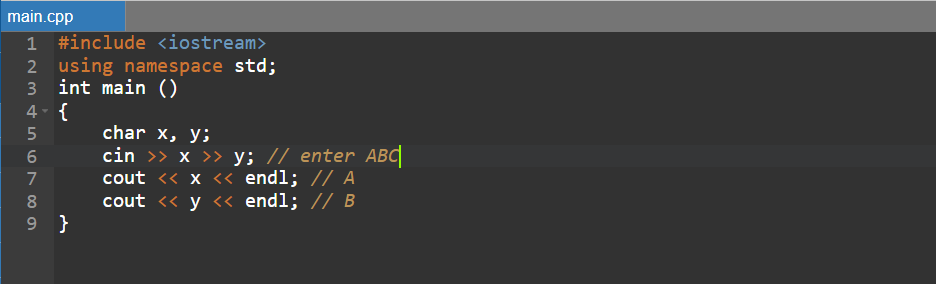 main.cpp
1 #include <iostream>
2 using namespace std;
3 int main ()
4 {
5     char x, y;
6     cin >> x >> y; // enter ABC
7     cout << x << endl; // A
8     cout << y << endl; // B
9 }